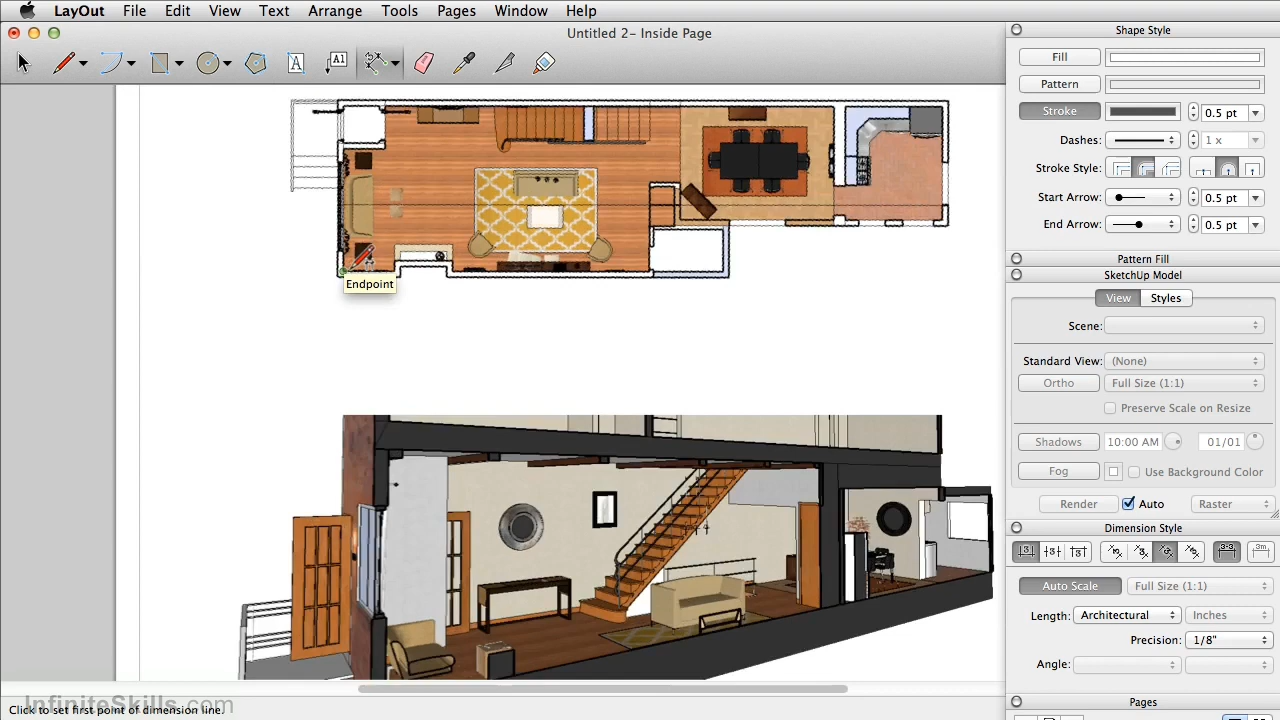 LayOut File Edit View Text Arrange Tools Pages Window Help
Untitled 2- Inside Page
A A1
Endpoint
Shape Style
Fill
Pattern
Stroke 0.5 pt
Dashes: 1 x
Stroke Style:
Start Arrow: 0.5 pt
End Arrow: 0.5 pt
Pattern Fill
SketchUp Model
View Styles
Scene:
Standard View: (None)
Ortho Full Size (1:1)
Preserve Scale on Resize
Shadows 10:00 AM 01/01
Fog Use Background Color
Render Auto Raster
Dimension Style
Auto Scale Full Size (1:1)
Length: Architectural Inches
Precision: 1/8"
Angle:
Pages
InfiniteSkills.com
Click to set first point of dimension line.